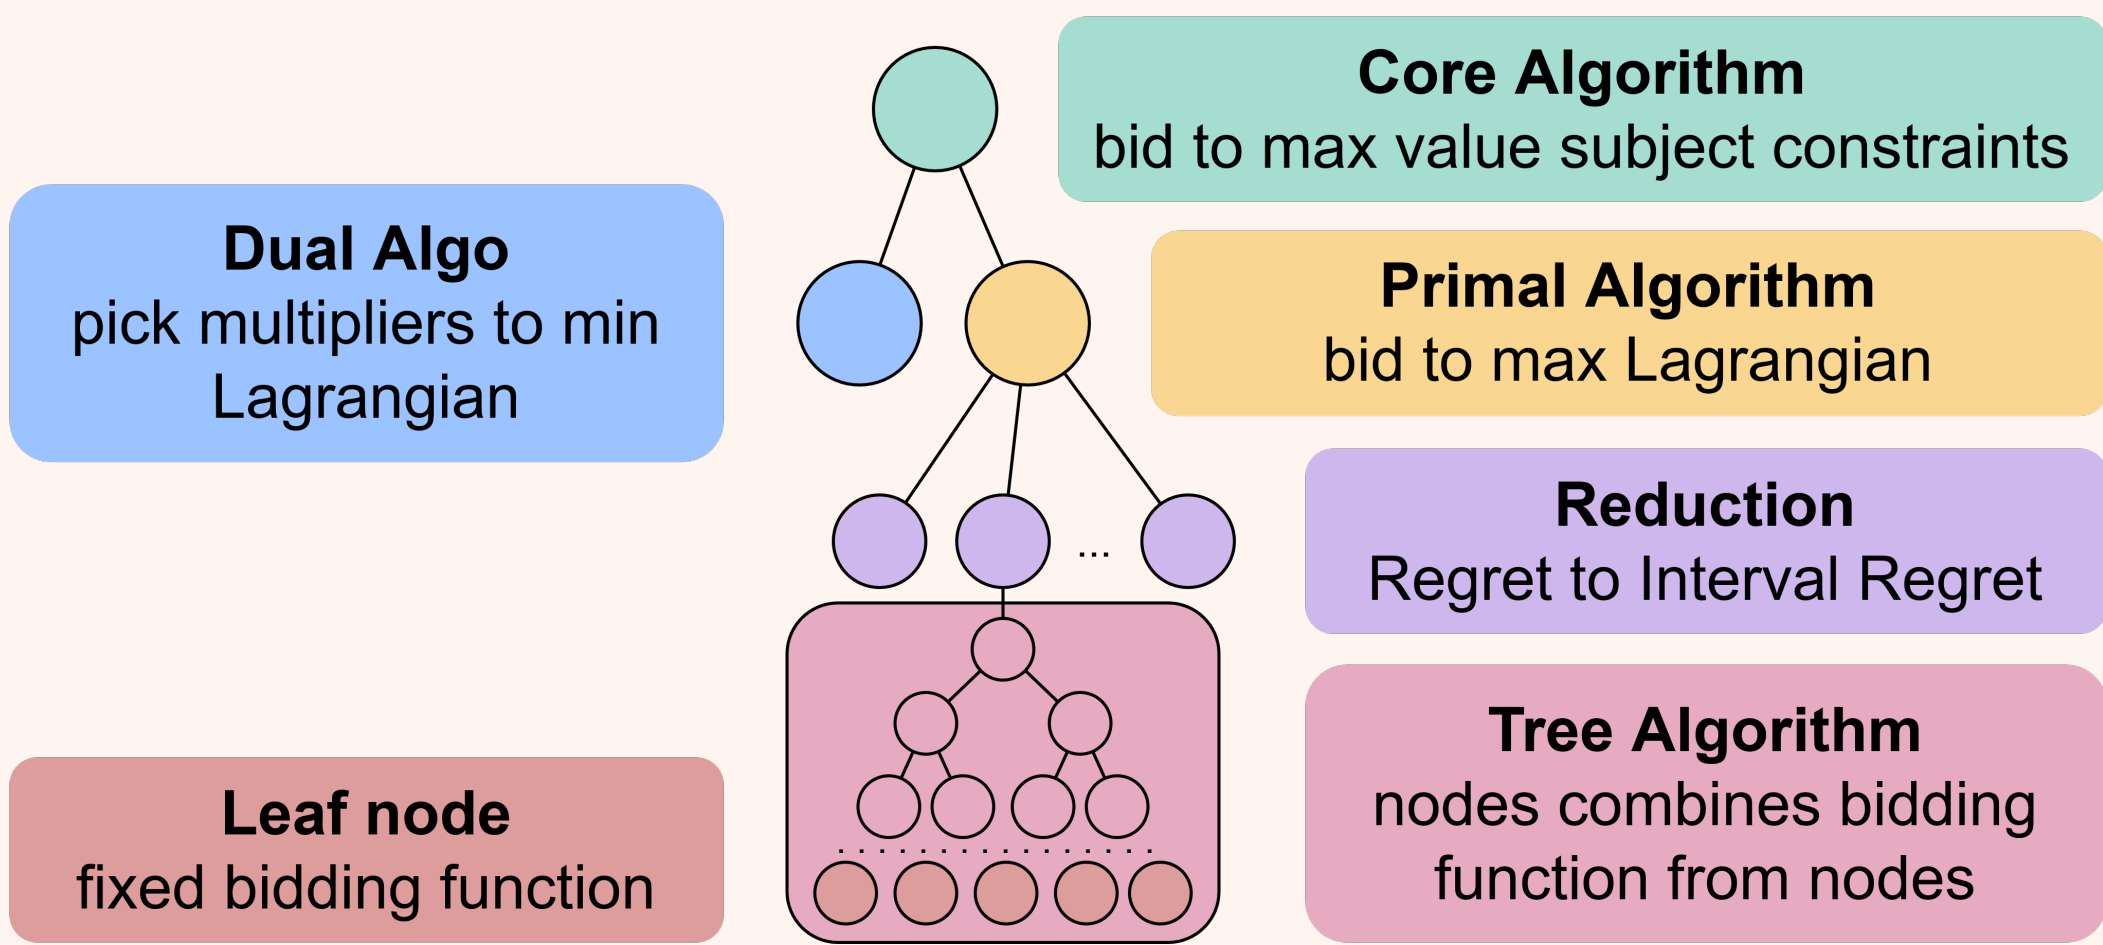 Core Algorithm
bid to max value subject constraints
Dual Algo
pick multipliers to min
Lagrangian
Primal Algorithm
bid to max Lagrangian
Reduction
Regret to Interval Regret
...
Tree Algorithm
nodes combines bidding
function from nodes
Leaf node
fixed bidding function